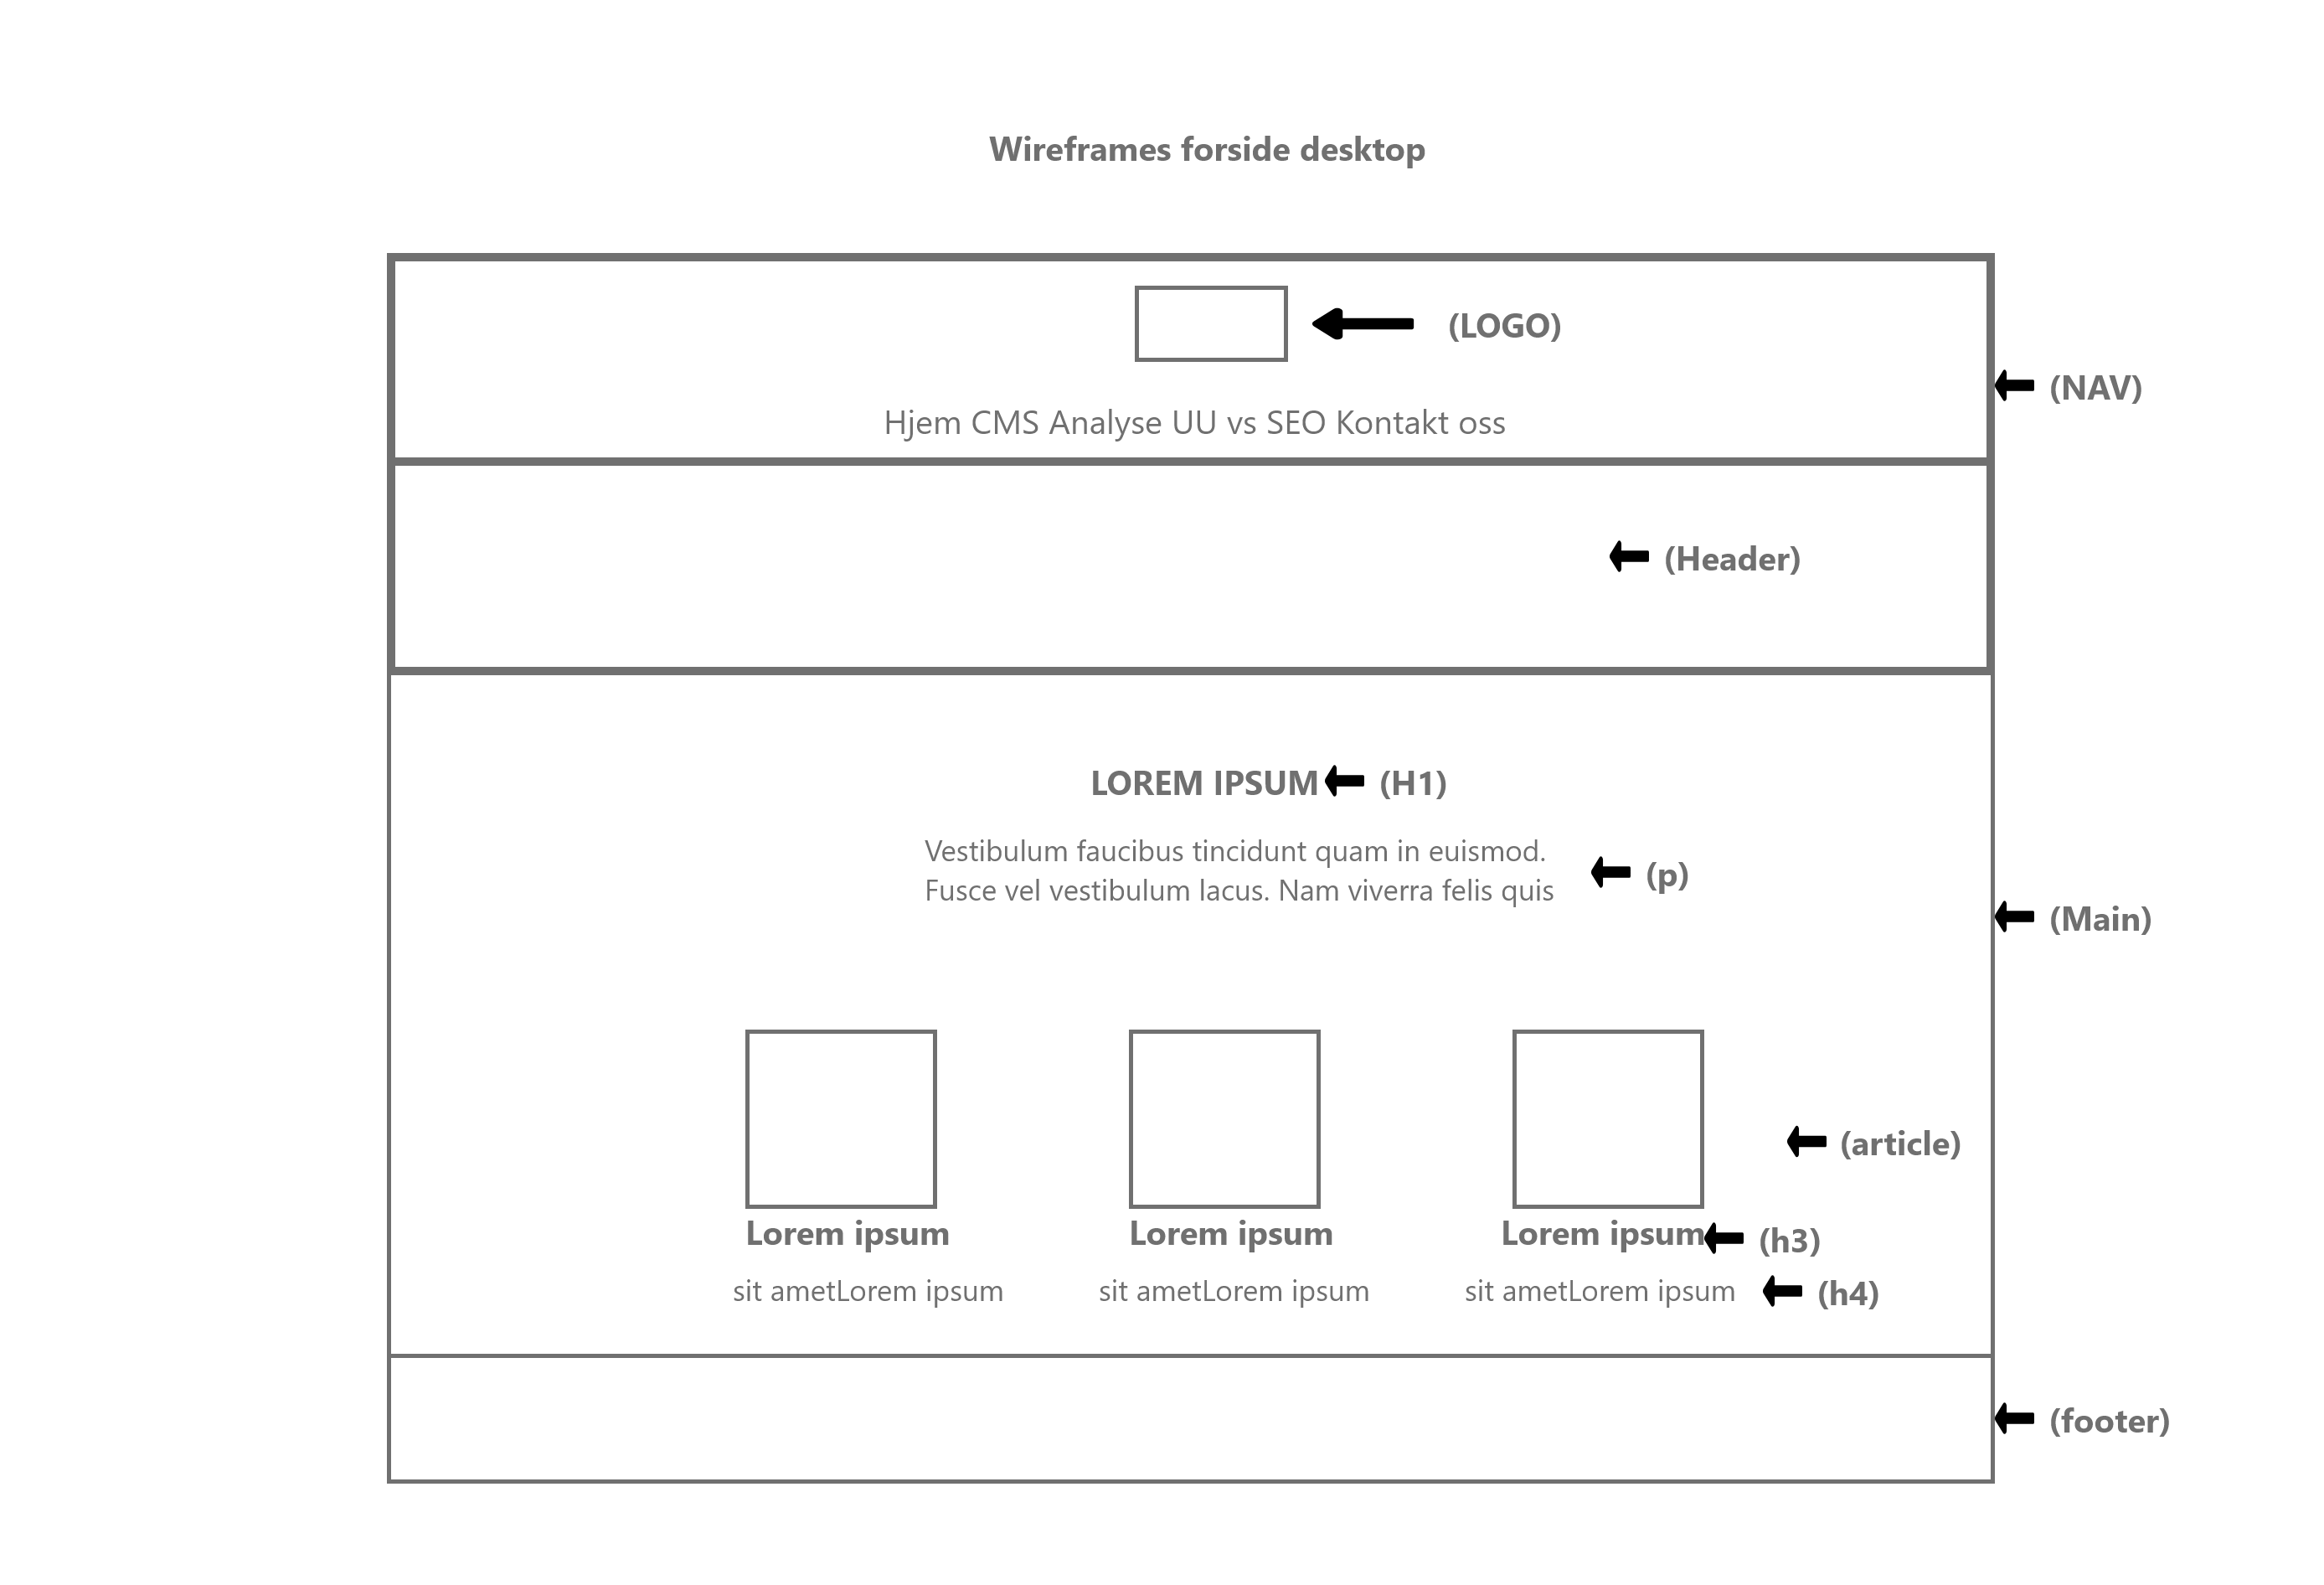 Wireframes forside desktop
(LOGO)
(NAV)
Hjem CMS Analyse UU vs SEO Kontakt oss
(Header)
LOREM IPSUM (H1)
Vestibulum faucibus tincidunt quam in euismod.
Fusce vel vestibulum lacus. Nam viverra felis quis
(p)
(Main)
(article)
Lorem ipsum Lorem ipsum Lorem ipsum (h3)
sit ametLorem ipsum sit ametLorem ipsum sit ametLorem ipsum (h4)
(footer)